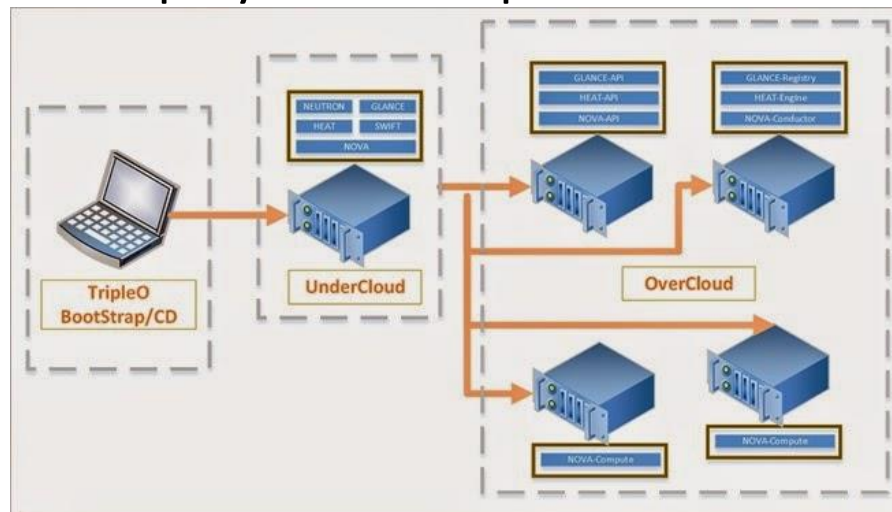 NEUTRON GLANCE
HEAT SWIFT
NOVA
UnderCloud
TripleO
BootStrap/CD
GLANCE-API
HEAT-API
NOVA-API
GLANCE-Registry
HEAT-Engine
NOVA-Conductor
OverCloud
NOVA-Compute
NOVA-Compute